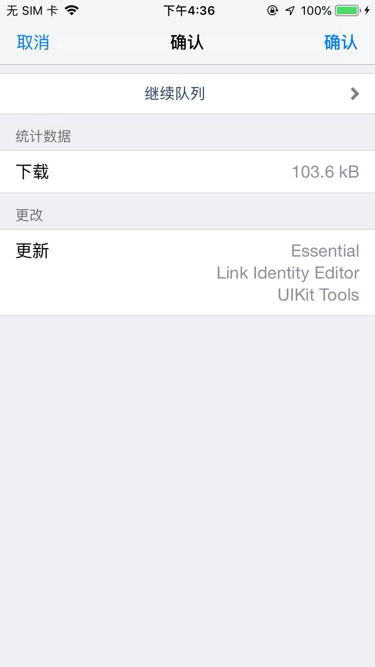 无 SIM 卡 下午4:36 100%
取消 确认 确认
继续队列
统计数据
下载 103.6 kB
更改
更新 Essential
Link Identity Editor
UIKit Tools